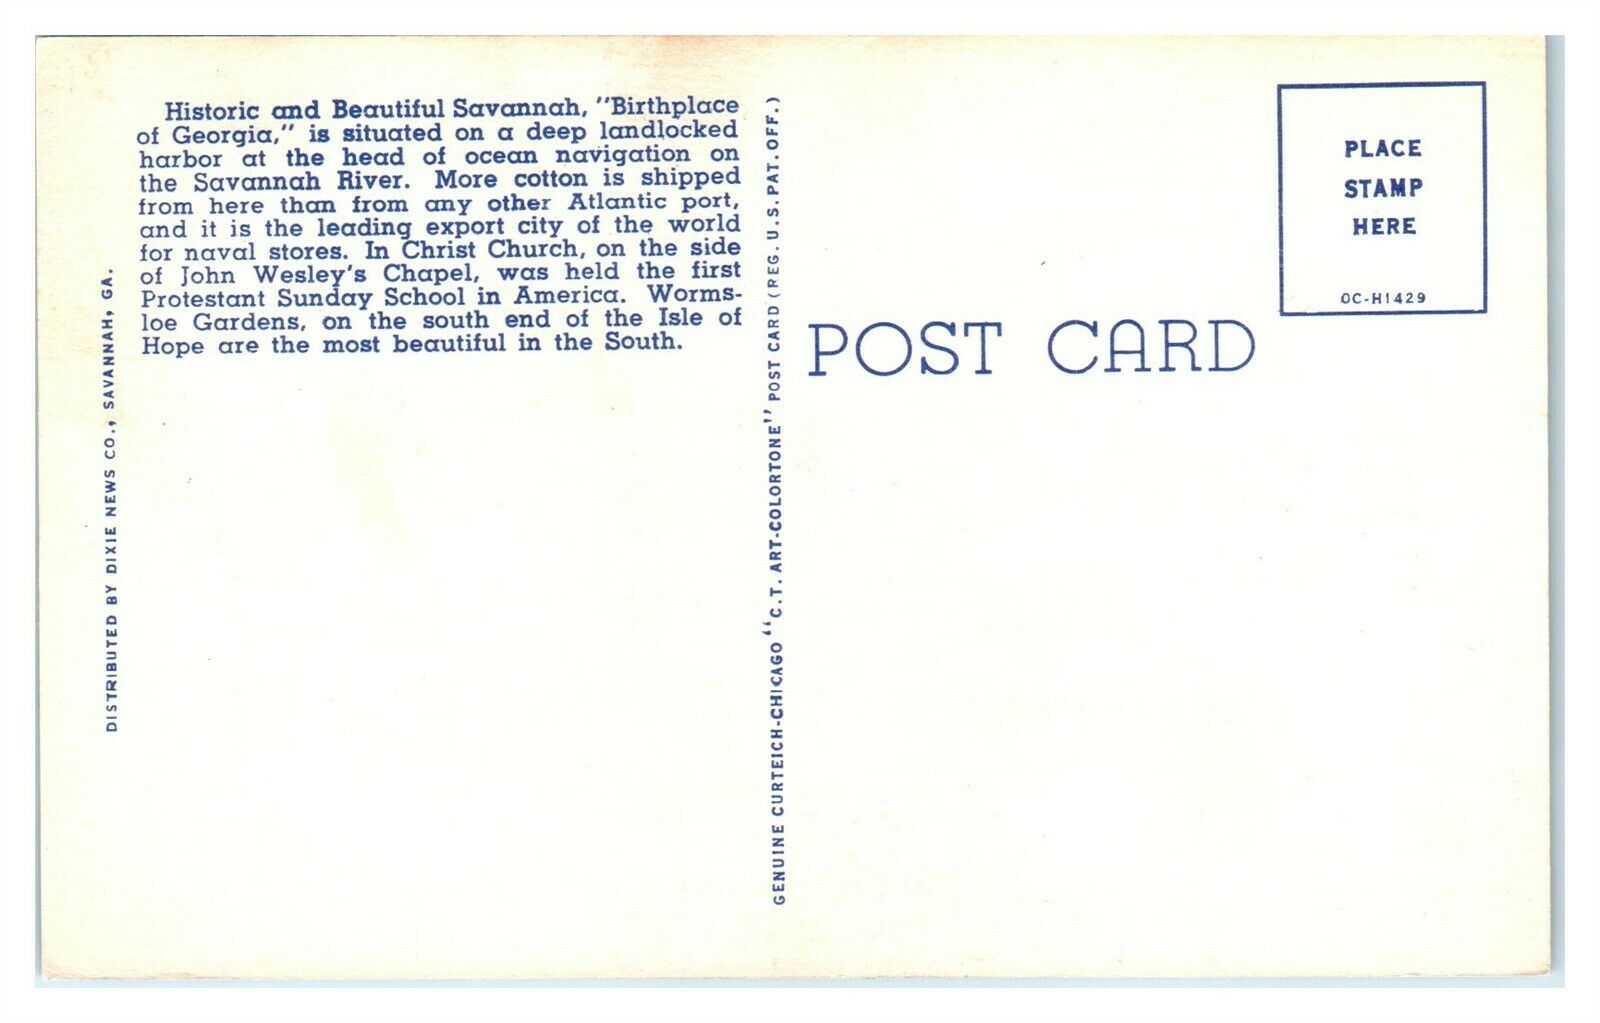 Historic and Beautiful Savannah, "Birthplace
of Georgia," is situated on a deep landlocked
harbor at the head of ocean navigation on
the Savannah River. More cotton is shipped
from here than from any other Atlantic port,
and it is the leading export city of the world
for naval stores. In Christ Church, on the side
of John Wesley's Chapel, was held the first
Protestant Sunday School in America. Worms-
loe Gardens, on the south end of the Isle of
Hope are the most beautiful in the South.
DISTRIBUTED BY DIXIE NEWS CO., SAVANNAH, GA.
GENUINE CURTEICH-CHICAGO "C.T. ART-COLORTONE" POST CARD (REG. U.S. PAT. OFF.)
POST CARD
PLACE
STAMP
HERE
OC-H1429